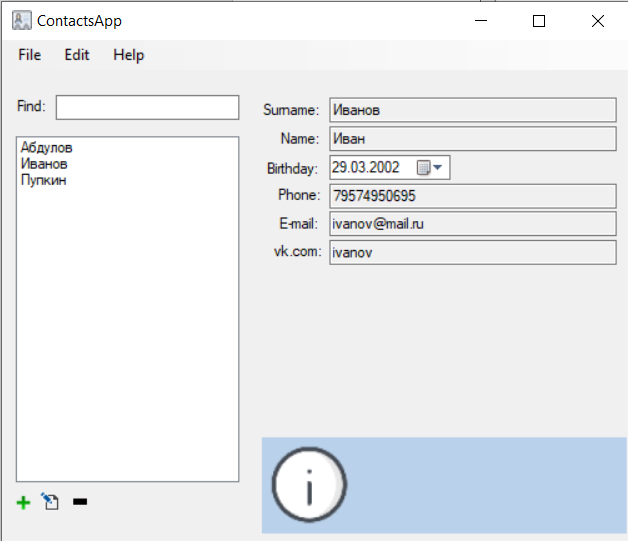 ContactsApp
File Edit Help
Find:
Абдулов
Иванов
Пупкин
Surname: Иванов
Name: Иван
Birthday: 29.03.2002
Phone: 79574950695
E-mail: ivanov@mail.ru
vk.com: ivanov
i